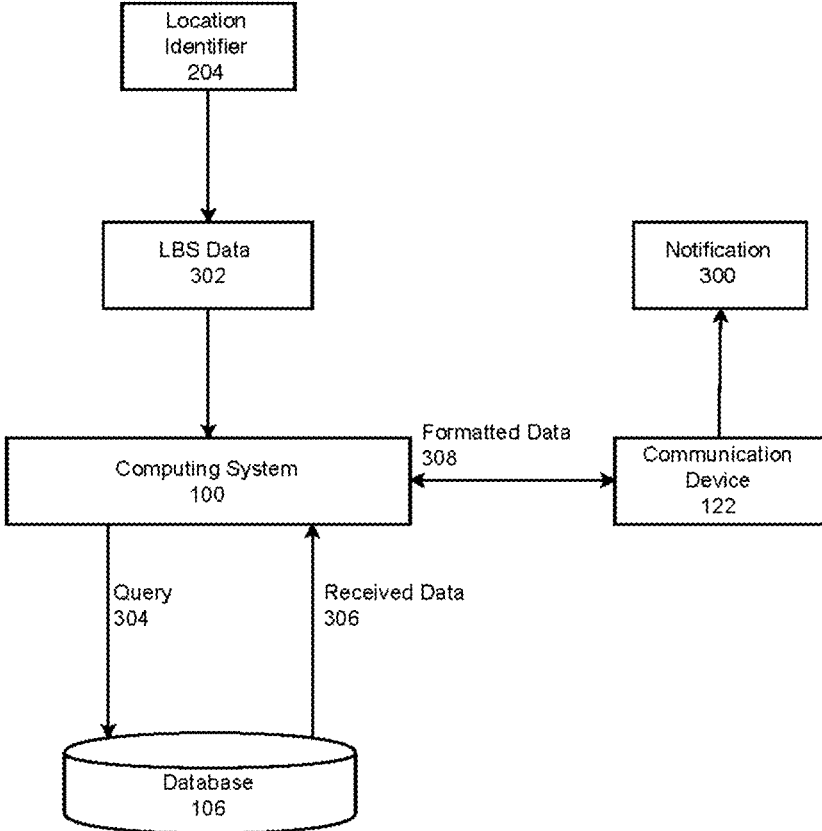 Location
Identifier
204
LBS Data
302
Notification
300
Computing System
100
Formatted Data
308
Communication
Device
122
Query
304
Received Data
306
Database
106